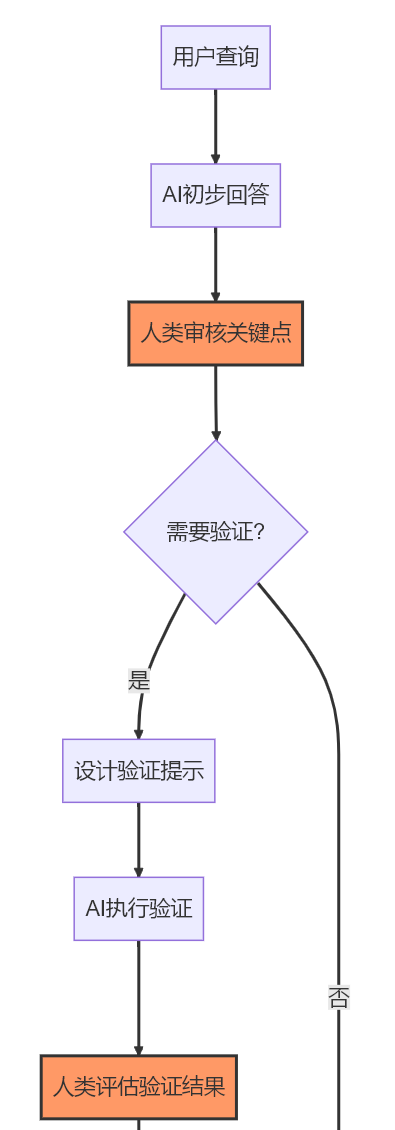 用户查询
AI初步回答
人类审核关键点
需要验证?
是
设计验证提示
AI执行验证
否
人类评估验证结果